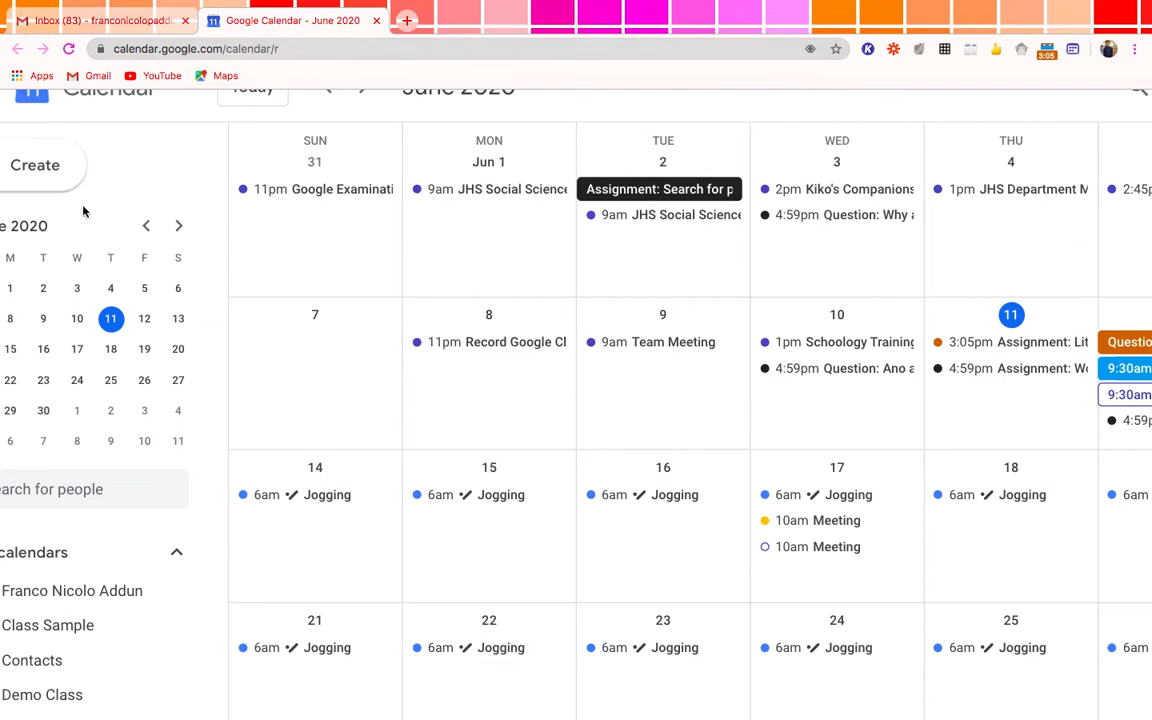 Inbox (83) - franconicolopadd
Google Calendar - June 2020
calendar.google.com/calendar/r
3:05
Apps
Gmail
YouTube
Maps
11
Calendar
Today
June 2020
Create
e 2020
M T W T F S
1 2 3 4 5 6
8 9 10 11 12 13
15 16 17 18 19 20
22 23 24 25 26 27
29 30 1 2 3 4
6 7 8 9 10 11
earch for people
calendars
Franco Nicolo Addun
Class Sample
Contacts
Demo Class
SUN MON TUE WED THU
31 Jun 1 2 3 4
11pm Google Examinati
9am JHS Social Science
Assignment: Search for p
9am JHS Social Science
2pm Kiko's Companions
4:59pm Question: Why a
1pm JHS Department M
2:45p
7 8 9 10 11
11pm Record Google Cl
9am Team Meeting
1pm Schoology Training
4:59pm Question: Ano a
3:05pm Assignment: Lit
4:59pm Assignment: We
Questio
9:30am
9:30am
4:59p
14 15 16 17 18
6am Jogging
6am Jogging
6am Jogging
6am Jogging
10am Meeting
10am Meeting
6am Jogging
6am
21 22 23 24 25
6am Jogging
6am Jogging
6am Jogging
6am Jogging
6am Jogging
6am